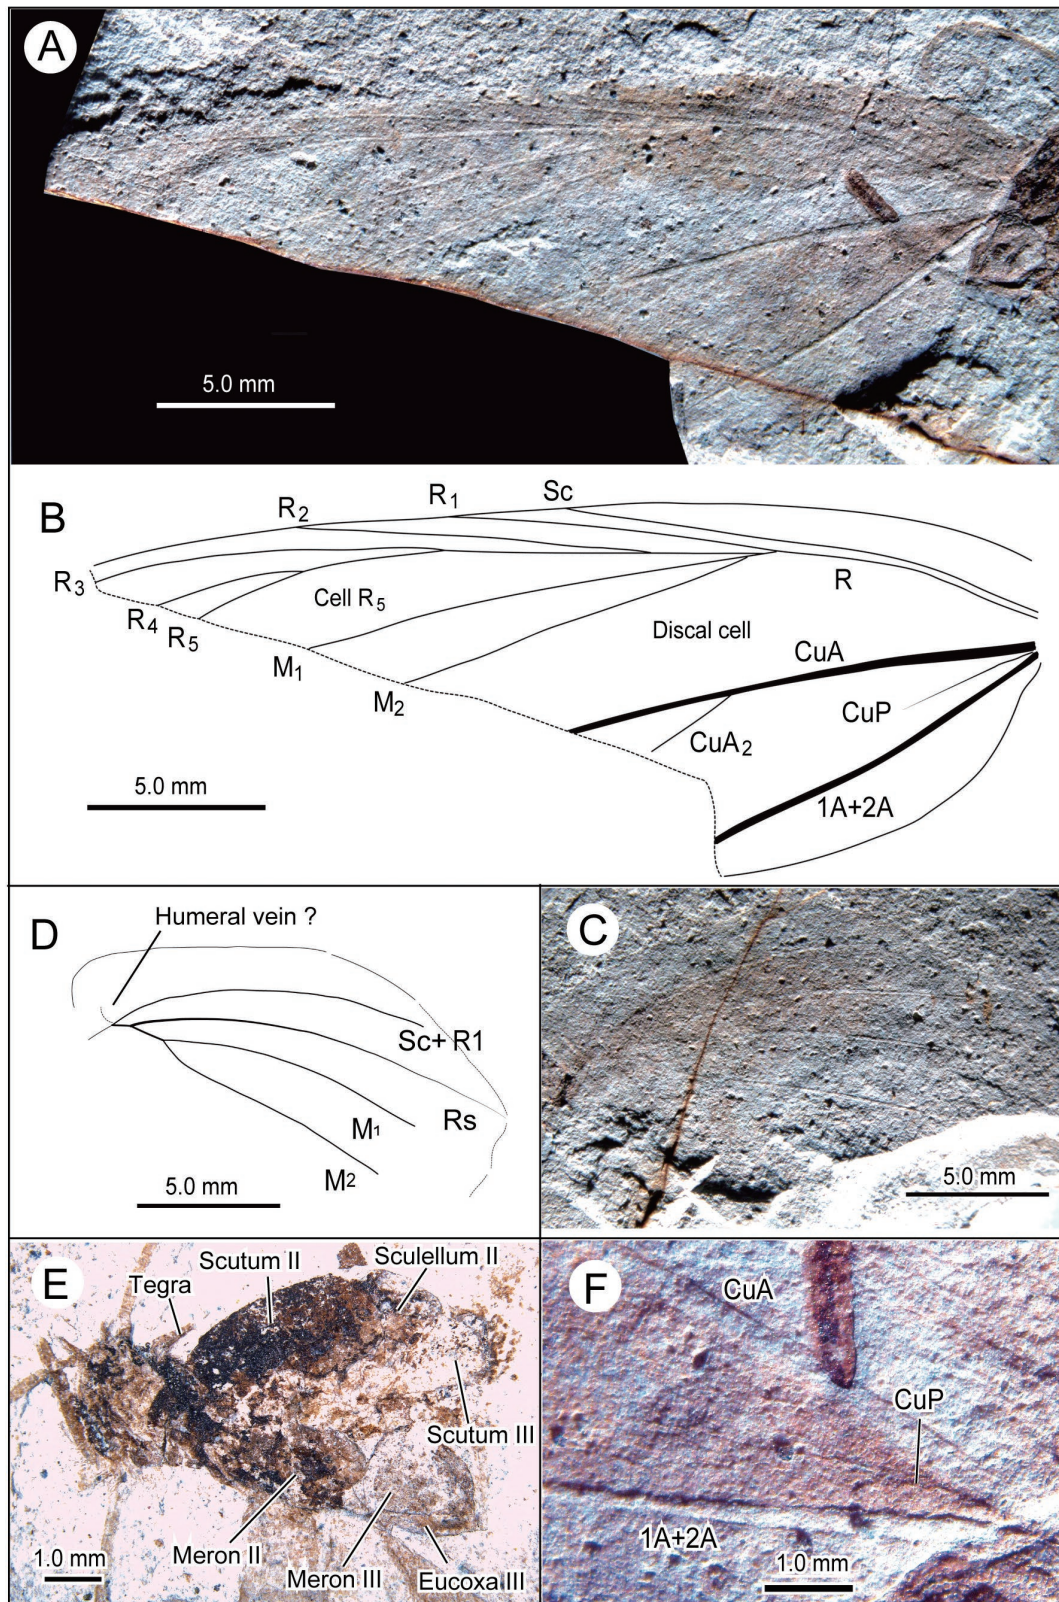 A
5.0 mm
B
R2
R1
Sc
R3
R4
R5
Cell R5
R
Discal cell
M1
M2
CuA
CuP
CuA2
1A+2A
5.0 mm
D
Humeral vein ?
Sc+ R1
Rs
M1
M2
5.0 mm
C
5.0 mm
E
Scutum II
Sculellum II
Tegra
Scutum III
Meron II
Meron III
Eucoxa III
1.0 mm
F
CuA
CuP
1A+2A
1.0 mm